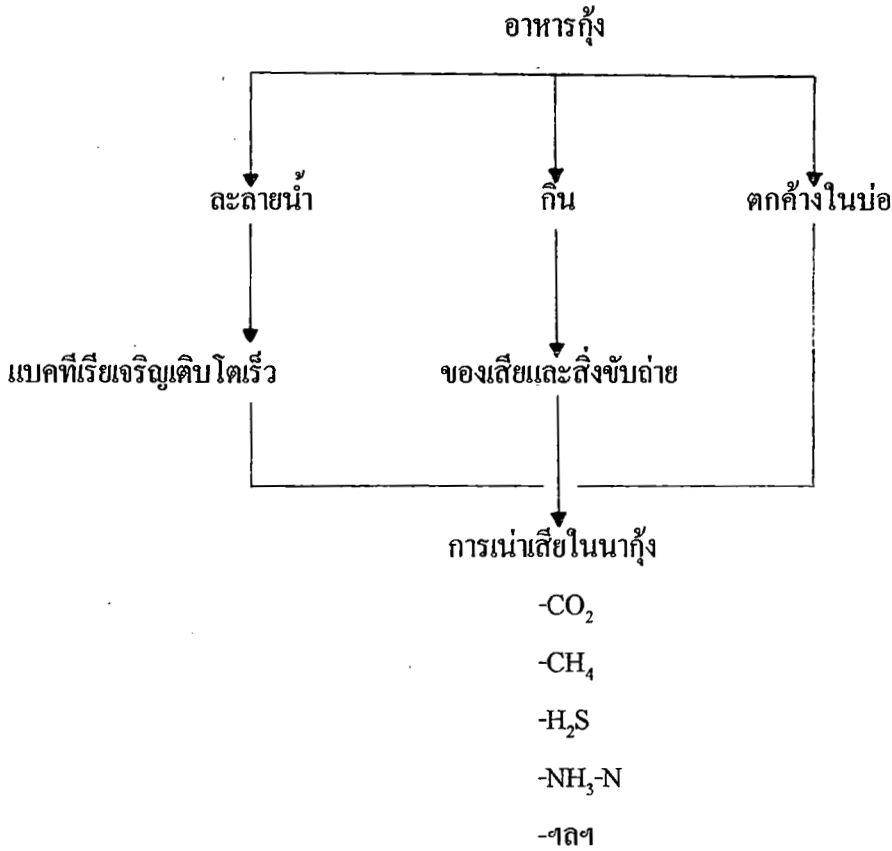 อาหารกุ้ง
ละลายน้ำ กิน ตกค้างในบ่อ
แบคทีเรียเจริญเติบโตเร็ว ของเสียและสิ่งขับถ่าย
การเน่าเสียในนากุ้ง
-CO₂
-CH₄
-H₂S
-NH₃-N
-ฯลฯ